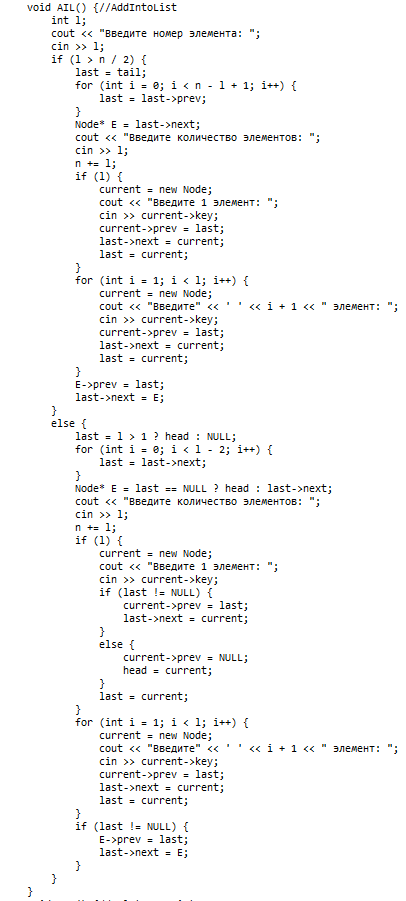 void AIL() {//AddIntoList
int l;
cout << "Введите номер элемента: ";
cin >> l;
if (l > n / 2) {
last = tail;
for (int i = 0; i < n - l + 1; i++) {
last = last->prev;
}
Node* E = last->next;
cout << "Введите количество элементов: ";
cin >> l;
n += l;
if (l) {
current = new Node;
cout << "Введите 1 элемент: ";
cin >> current->key;
current->prev = last;
last->next = current;
last = current;
}
for (int i = 1; i < l; i++) {
current = new Node;
cout << "Введите" << ' ' << i + 1 << " элемент: ";
cin >> current->key;
current->prev = last;
last->next = current;
last = current;
}
E->prev = last;
last->next = E;
}
else {
last = l > 1 ? head : NULL;
for (int i = 0; i < l - 2; i++) {
last = last->next;
}
Node* E = last == NULL ? head : last->next;
cout << "Введите количество элементов: ";
cin >> l;
n += l;
if (l) {
current = new Node;
cout << "Введите 1 элемент: ";
cin >> current->key;
if (last != NULL) {
current->prev = last;
last->next = current;
}
else {
current->prev = NULL;
head = current;
}
last = current;
}
for (int i = 1; i < l; i++) {
current = new Node;
cout << "Введите" << ' ' << i + 1 << " элемент: ";
cin >> current->key;
current->prev = last;
last->next = current;
last = current;
}
if (last != NULL) {
E->prev = last;
last->next = E;
}
}
}